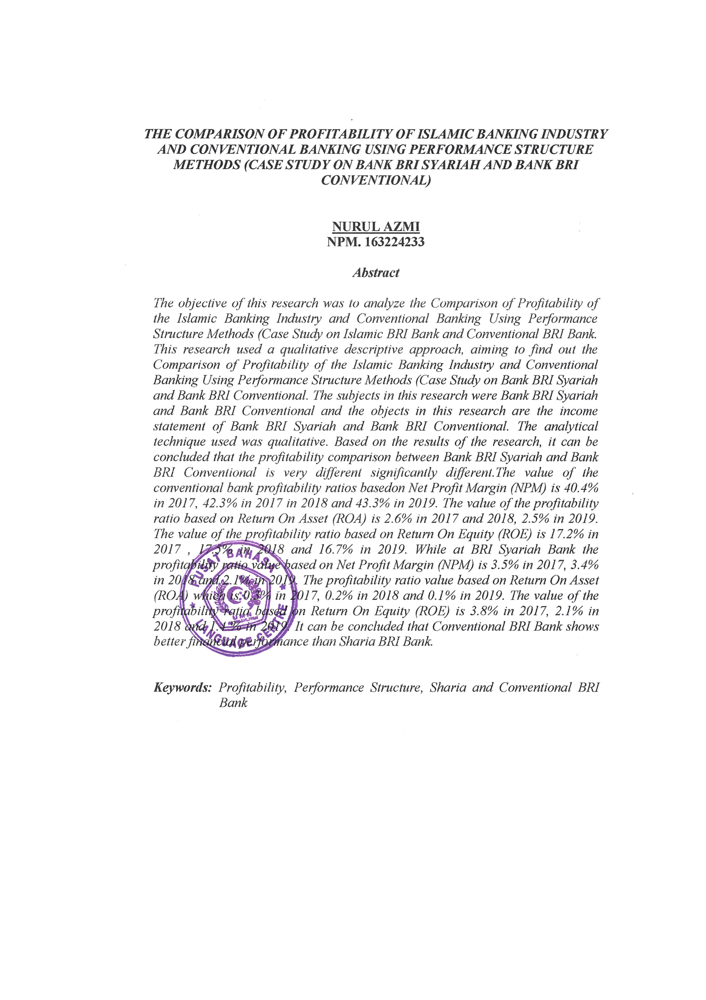 THE COMPARISON OF PROFITABILITY OF ISLAMIC BANKING INDUSTRY
AND CONVENTIONAL BANKING USING PERFORMANCE STRUCTURE
METHODS (CASE STUDY ON BANK BRI SYARIAH AND BANK BRI
CONVENTIONAL)
NURUL AZMI
NPM. 163224233
Abstract
The objective of this research was to analyze the Comparison of Profitability of
the Islamic Banking Industry and Conventional Banking Using Performance
Structure Methods (Case Study on Islamic BRI Bank and Conventional BRI Bank.
This research used a qualitative descriptive approach, aiming to find out the
Comparison of Profitability of the Islamic Banking Industry and Conventional
Banking Using Performance Structure Methods (Case Study on Bank BRI Syariah
and Bank BRI Conventional. The subjects in this research were Bank BRI Syariah
and Bank BRI Conventional and the objects in this research are the income
statement of Bank BRI Syariah and Bank BRI Conventional. The analytical
technique used was qualitative. Based on the results of the research, it can be
concluded that the profitability comparison between Bank BRI Syariah and Bank
BRI Conventional is very different significantly different.The value of the
conventional bank profitability ratios basedon Net Profit Margin (NPM) is 40.4%
in 2017, 42.3% in 2017 in 2018 and 43.3% in 2019. The value of the profitability
ratio based on Return On Asset (ROA) is 2.6% in 2017 and 2018, 2.5% in 2019.
The value of the profitability ratio based on Return On Equity (ROE) is 17.2% in
2017 , 17.5% in 2018 and 16.7% in 2019. While at BRI Syariah Bank the
profitability ratio value based on Net Profit Margin (NPM) is 3.5% in 2017, 3.4%
in 2018 and 2.1% in 2019. The profitability ratio value based on Return On Asset
(ROA) which is 0.3% in 2017, 0.2% in 2018 and 0.1% in 2019. The value of the
profitability ratio based on Return On Equity (ROE) is 3.8% in 2017, 2.1% in
2018 and 1.4 % in 2019. It can be concluded that Conventional BRI Bank shows
better financial performance than Sharia BRI Bank.
PUSAT BAHASA
UMN
AL WASHLIYAH
LANGUAGE CENTRE
Keywords: Profitability, Performance Structure, Sharia and Conventional BRI
Bank